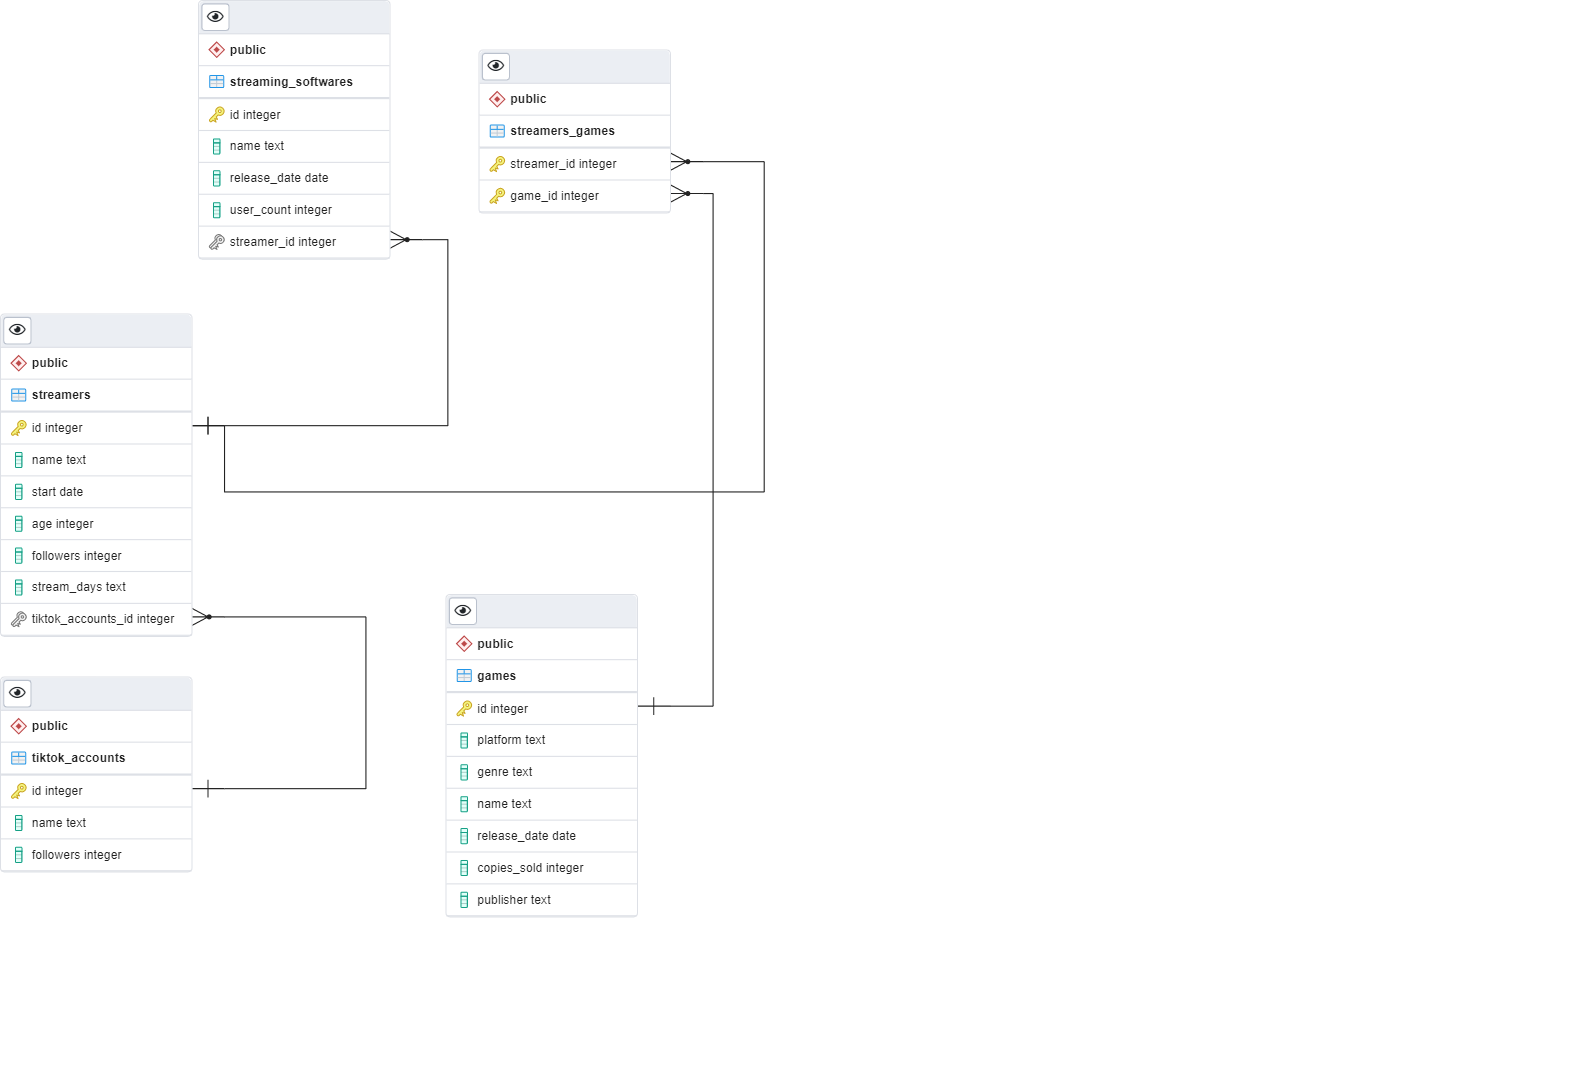 public
streaming_softwares
id integer
name text
release_date date
user_count integer
streamer_id integer
public
streamers_games
streamer_id integer
game_id integer
public
streamers
id integer
name text
start date
age integer
followers integer
stream_days text
tiktok_accounts_id integer
public
tiktok_accounts
id integer
name text
followers integer
public
games
id integer
platform text
genre text
name text
release_date date
copies_sold integer
publisher text